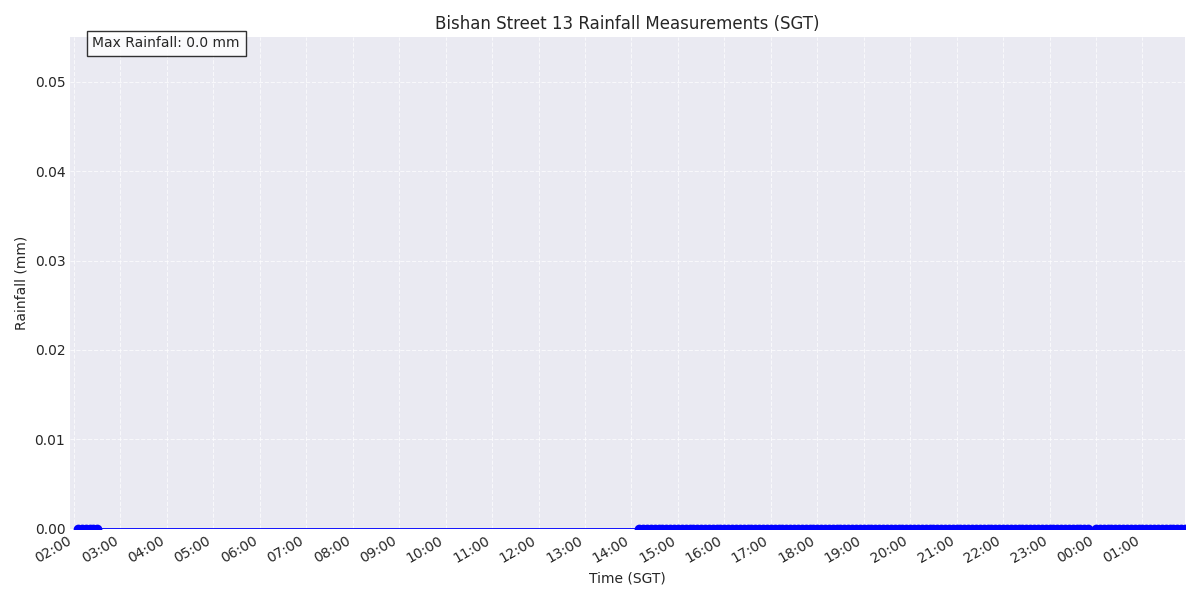 Bishan Street 13 Rainfall Measurements (SGT)
Max Rainfall: 0.0 mm
0.05
0.04
0.03
0.02
0.01
0.00
Rainfall (mm)
02:00 03:00 04:00 05:00 06:00 07:00 08:00 09:00 10:00 11:00 12:00 13:00 14:00 15:00 16:00 17:00 18:00 19:00 20:00 21:00 22:00 23:00 00:00 01:00
Time (SGT)